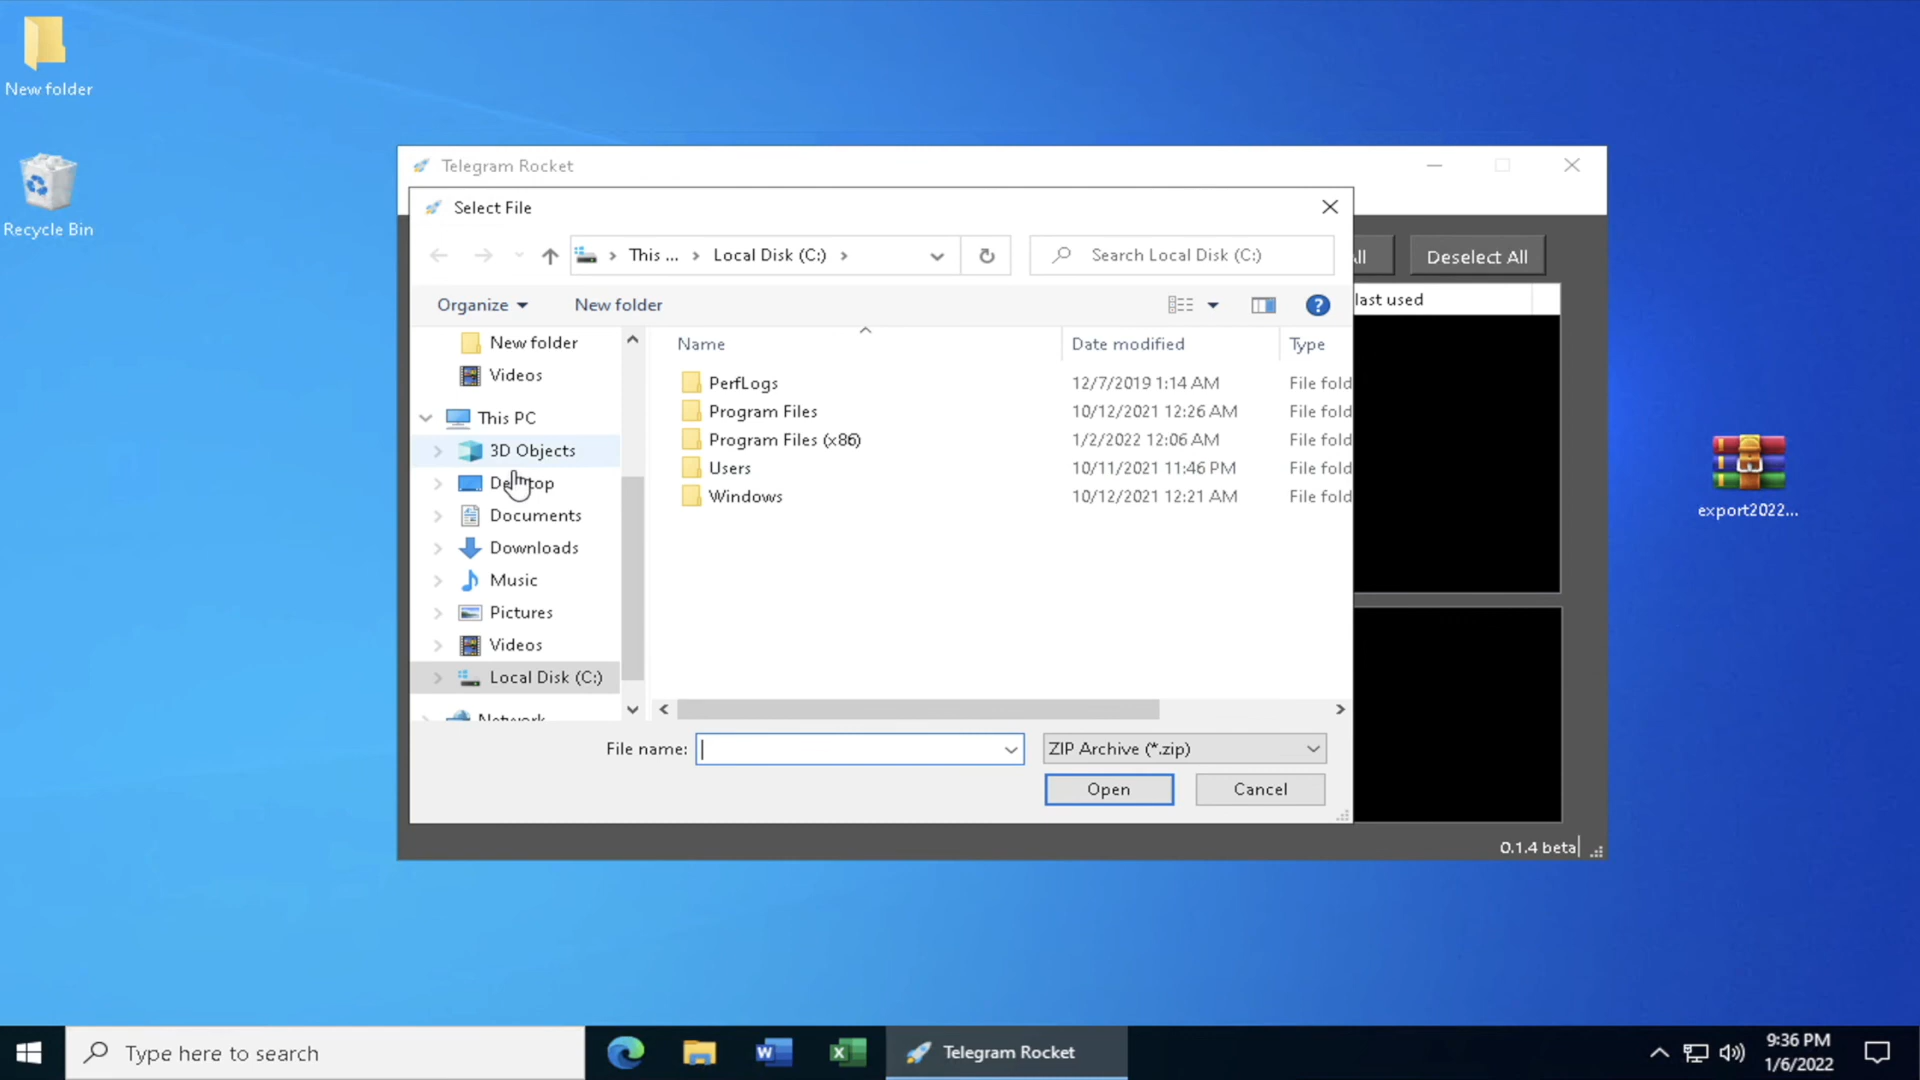 New folder
Recycle Bin
Telegram Rocket
Select File
This ...
Local Disk (C:)
Search Local Disk (C:)
ll
Deselect All
Organize
New folder
last used
New folder
Videos
This PC
3D Objects
Desktop
Documents
Downloads
Music
Pictures
Videos
Local Disk (C:)
Network
Name
Date modified
Type
PerfLogs
12/7/2019 1:14 AM
File fold
Program Files
10/12/2021 12:26 AM
File fold
Program Files (x86)
1/2/2022 12:06 AM
File fold
Users
10/11/2021 11:46 PM
File fold
Windows
10/12/2021 12:21 AM
File fold
export2022...
File name:
ZIP Archive (*.zip)
Open
Cancel
0.1.4 beta
Type here to search
Telegram Rocket
9:36 PM
1/6/2022